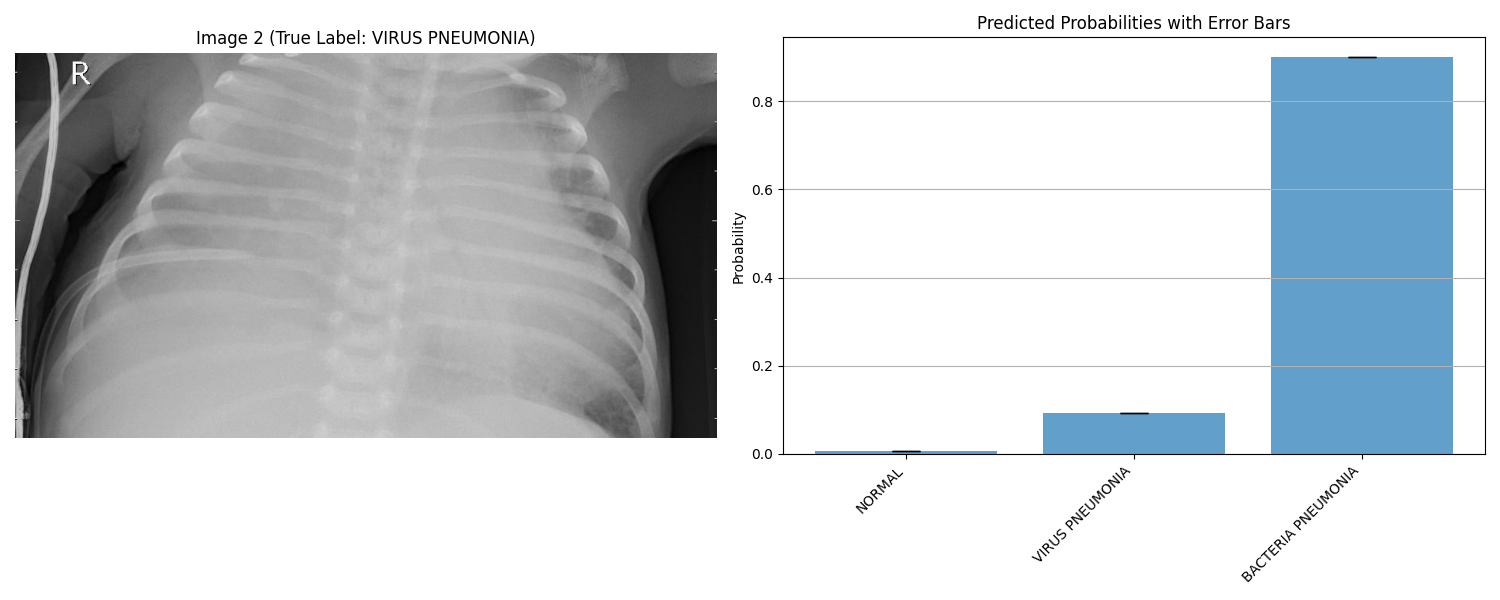 Image 2 (True Label: VIRUS PNEUMONIA)
R
Predicted Probabilities with Error Bars
Probability
0.8
0.6
0.4
0.2
0.0
NORMAL
VIRUS PNEUMONIA
BACTERIA PNEUMONIA